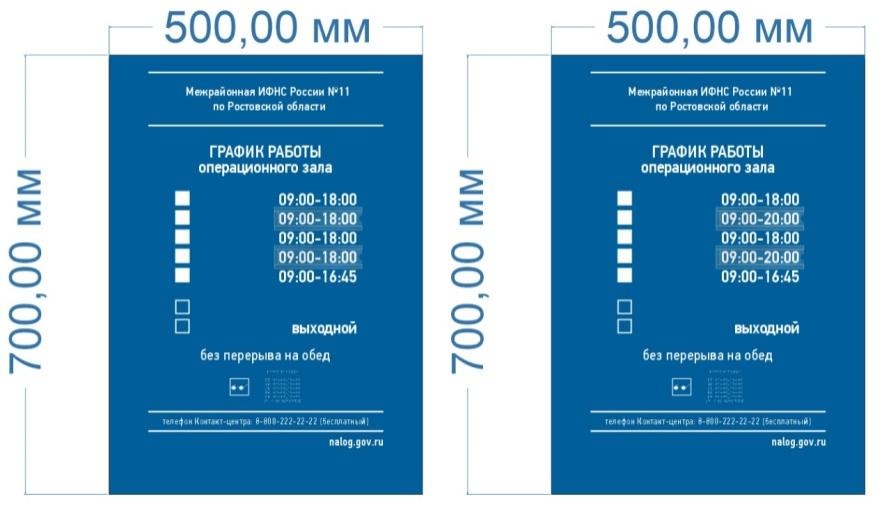 500,00 мм
700,00 мм
Межрайонная ИФНС России №11
по Ростовской области
ГРАФИК РАБОТЫ
операционного зала
09:00-18:00
09:00-18:00
09:00-18:00
09:00-18:00
09:00-16:45
выходной
без перерыва на обед
телефон Контакт-центра: 8-800-222-22-22 (бесплатный)
nalog.gov.ru
500,00 мм
700,00 мм
Межрайонная ИФНС России №11
по Ростовской области
ГРАФИК РАБОТЫ
операционного зала
09:00-18:00
09:00-20:00
09:00-18:00
09:00-20:00
09:00-16:45
выходной
без перерыва на обед
телефон Контакт-центра: 8-800-222-22-22 (бесплатный)
nalog.gov.ru